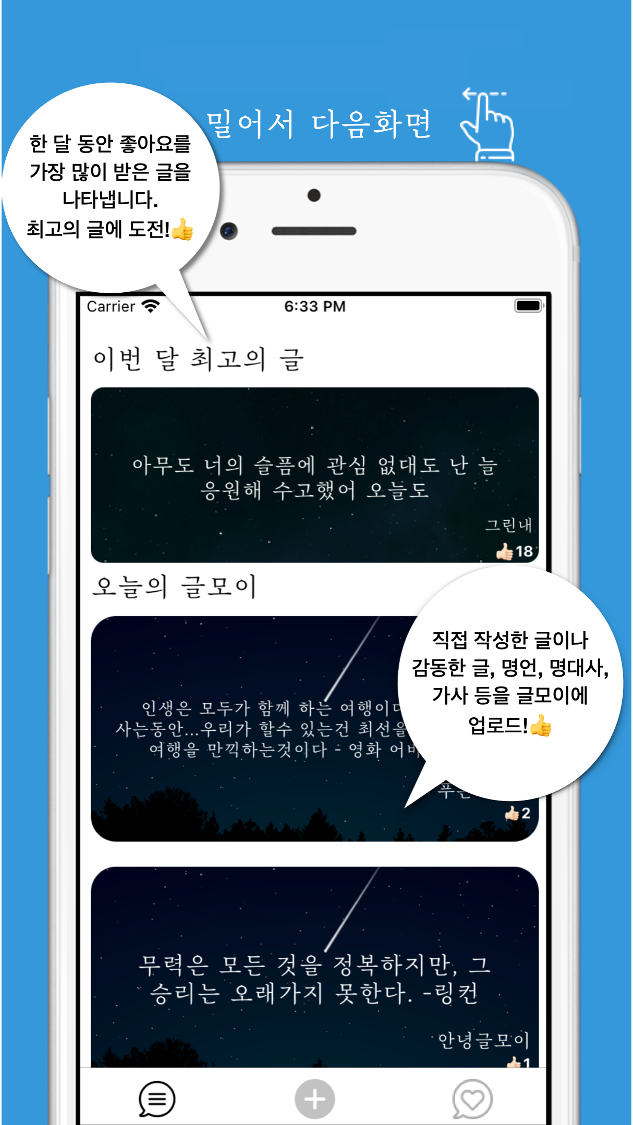 밀어서 다음화면
한 달 동안 좋아요를
가장 많이 받은 글을
나타냅니다.
최고의 글에 도전!👍
Carrier
6:33 PM
이번 달 최고의 글
아무도 너의 슬픔에 관심 없대도 난 늘
응원해 수고했어 오늘도
그린내
👍🏻18
오늘의 글모이
직접 작성한 글이나
감동한 글, 명언, 명대사,
가사 등을 글모이에
업로드!👍
인생은 모두가 함께 하는 여행이다
사는동안...우리가 할수 있는건 최선을
여행을 만끽하는것이다 - 영화 어바
👍🏻2
무력은 모든 것을 정복하지만, 그
승리는 오래가지 못한다. -링컨
안녕글모이
👍🏻1